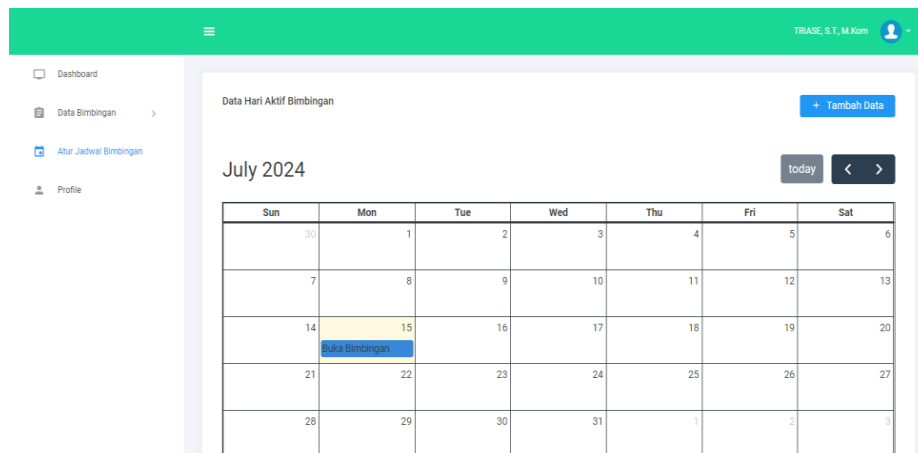 TRIASE, S.T., M.Kom
Dashboard
Data Bimbingan
Atur Jadwal Bimbingan
Profile
Data Hari Aktif Bimbingan
+ Tambah Data
July 2024
today
Sun Mon Tue Wed Thu Fri Sat
30 1 2 3 4 5 6
7 8 9 10 11 12 13
14 15 16 17 18 19 20
Buka Bimbingan
21 22 23 24 25 26 27
28 29 30 31 1 2 3